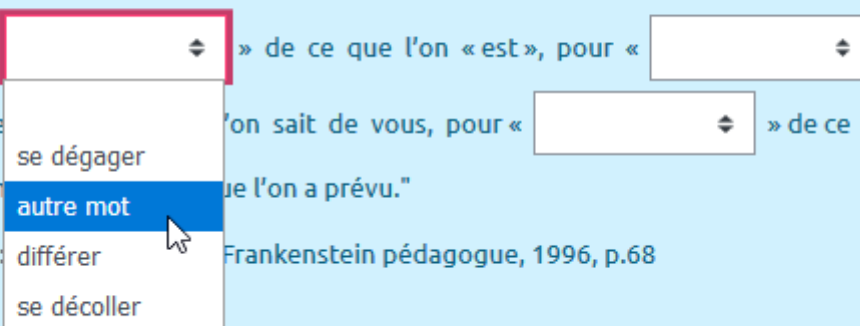 » de ce que l'on « est », pour «
'on sait de vous, pour « » de ce
se dégager
ue l'on a prévu."
autre mot
différer
Frankenstein pédagogue, 1996, p.68
se décoller